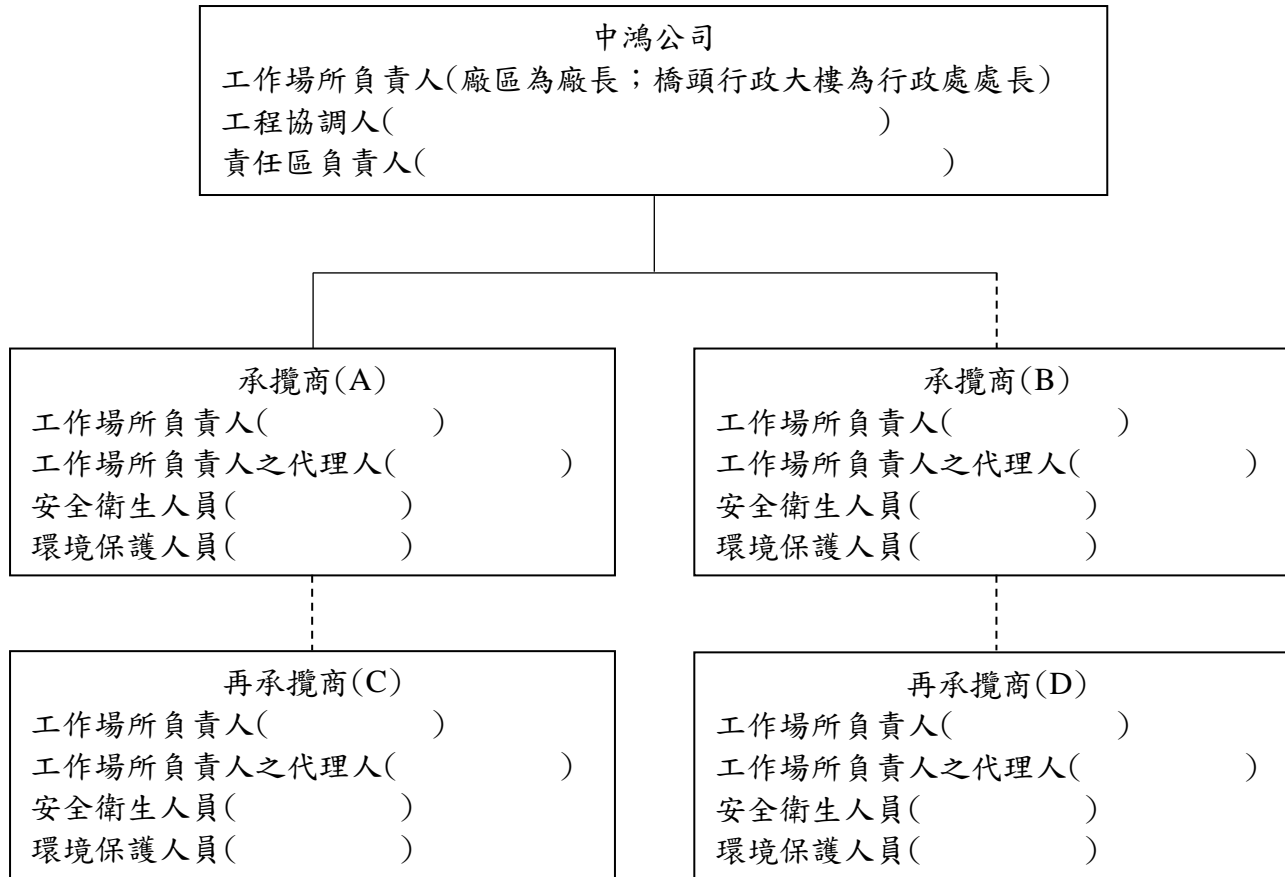 中鴻公司
工作場所負責人(廠區為廠長；橋頭行政大樓為行政處處長)
工程協調人( )
責任區負責人( )
承攬商(A)
工作場所負責人( )
工作場所負責人之代理人( )
安全衛生人員( )
環境保護人員( )
承攬商(B)
工作場所負責人( )
工作場所負責人之代理人( )
安全衛生人員( )
環境保護人員( )
再承攬商(C)
工作場所負責人( )
工作場所負責人之代理人( )
安全衛生人員( )
環境保護人員( )
再承攬商(D)
工作場所負責人( )
工作場所負責人之代理人( )
安全衛生人員( )
環境保護人員( )